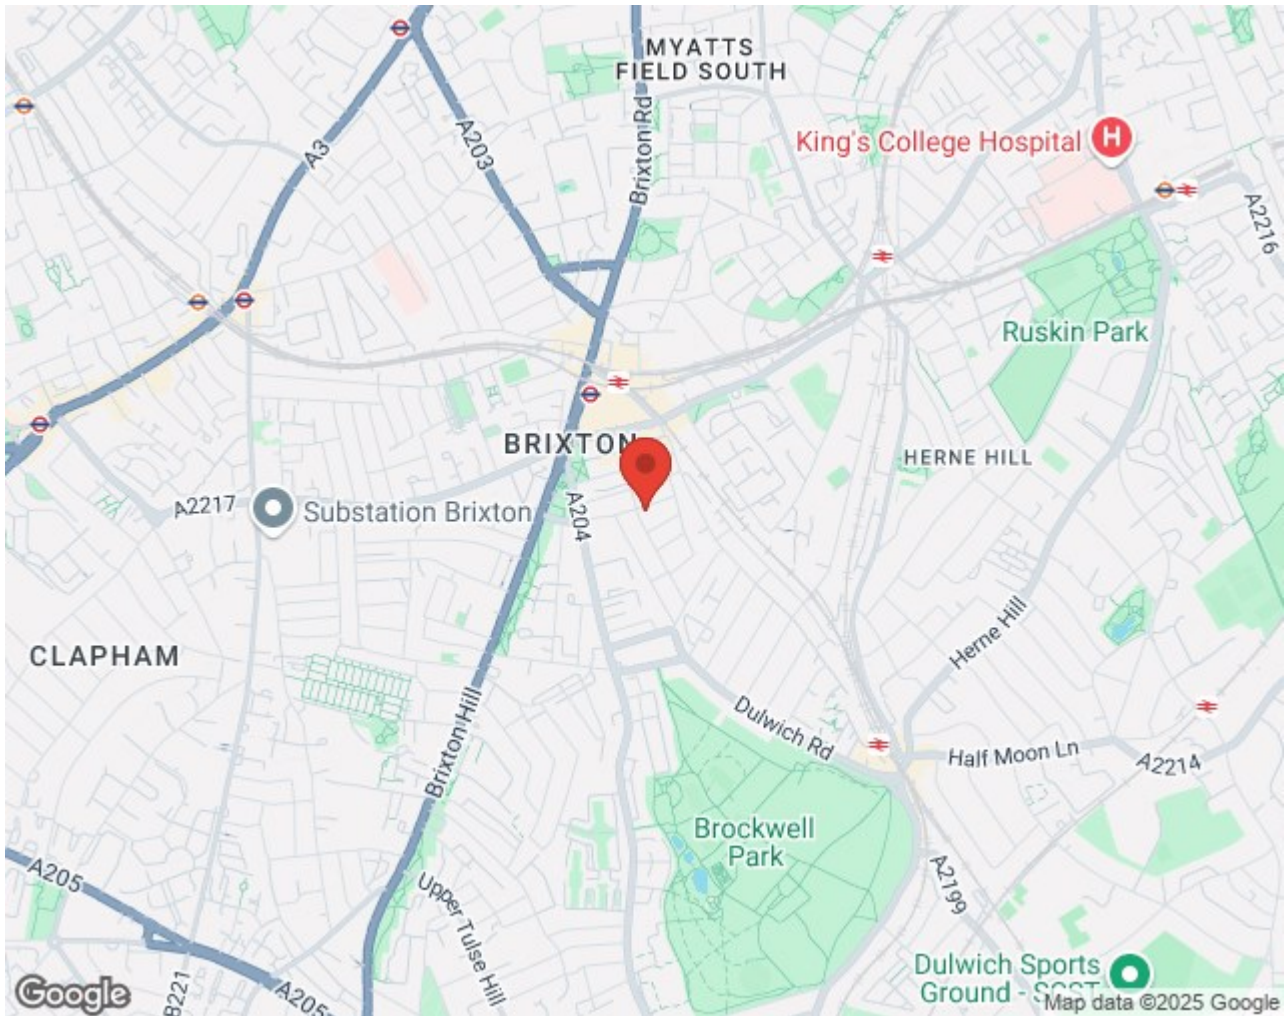 MYATTS
FIELD SOUTH
King's College Hospital
H
A3
A203
Brixton Rd
A2216
Ruskin Park
BRIXTON
HERNE HILL
A2217
Substation Brixton
A204
CLAPHAM
Herne Hill
Brixton Hill
Dulwich Rd
Half Moon Ln
A2214
Brockwell
Park
A205
Upper Tulse Hill
A2199
Dulwich Sports
Ground - SCST
B221
A205
Google
Map data ©2025 Google